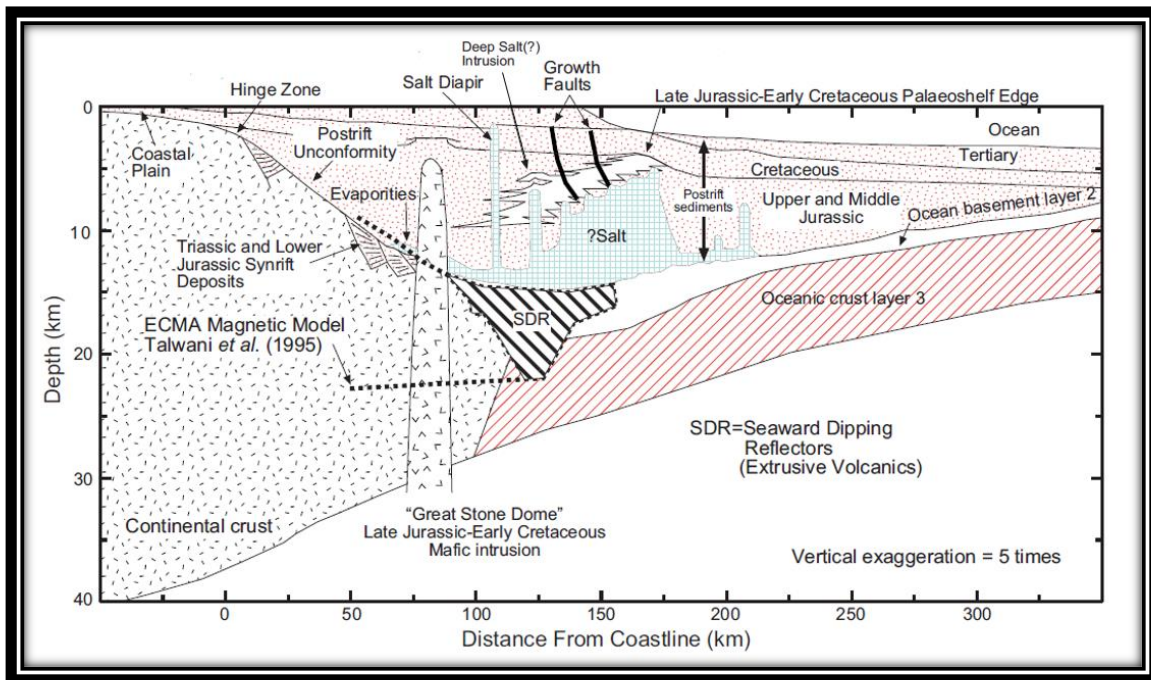 Deep Salt(?)
Intrusion
Growth
Faults
Salt Diapir
Hinge Zone
Late Jurassic-Early Cretaceous Palaeoshelf Edge
Ocean
Tertiary
Cretaceous
Coastal
Plain
Postrift
Unconformity
Evaporities
Postrift
sediments
Upper and Middle
Jurassic
Ocean basement layer 2
?Salt
Triassic and Lower
Jurassic Synrift
Deposits
Oceanic crust layer 3
SDR
ECMA Magnetic Model
Talwani et al. (1995)
SDR=Seaward Dipping
Reflectors
(Extrusive Volcanics)
"Great Stone Dome"
Late Jurassic-Early Cretaceous
Mafic intrusion
Continental crust
Vertical exaggeration = 5 times
0
10
20
30
40
Depth (km)
0 50 100 150 200 250 300
Distance From Coastline (km)